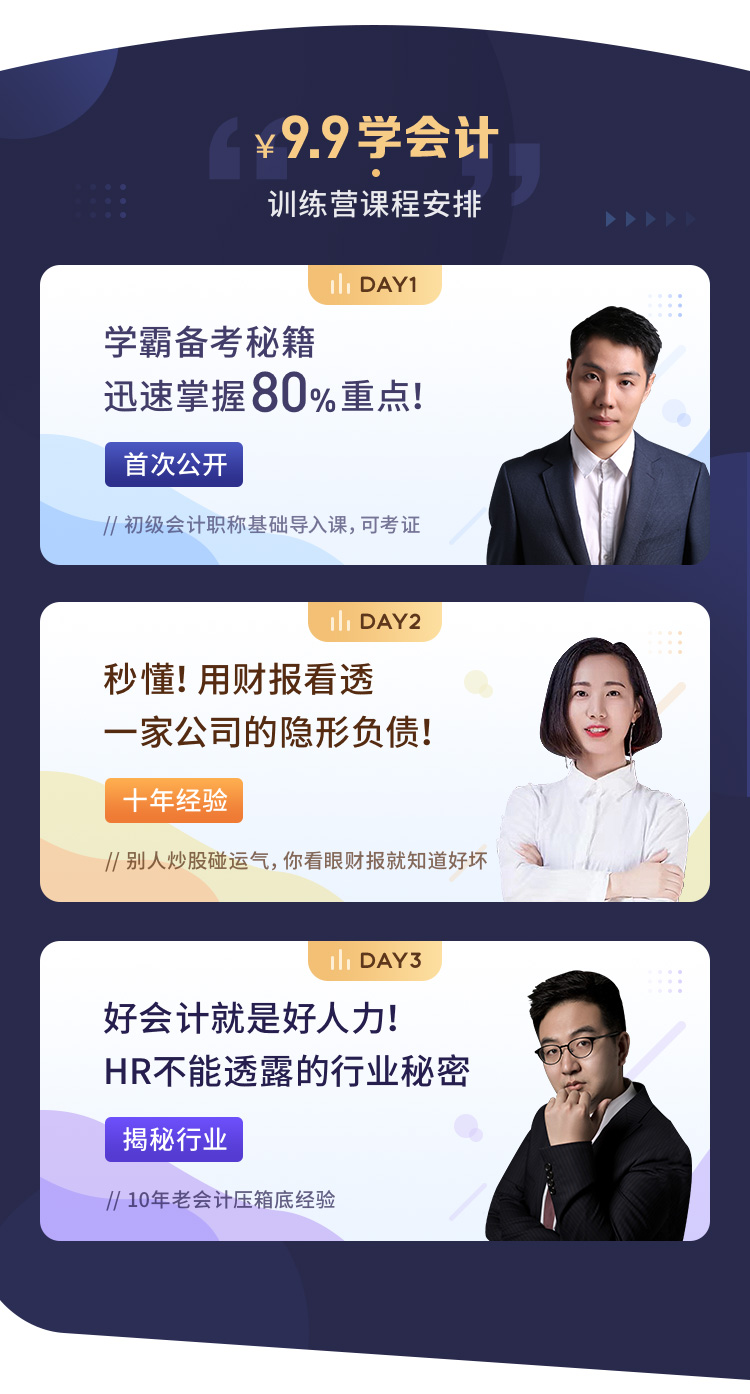 ¥9.9学会计
训练营课程安排
DAY1
学霸备考秘籍
迅速掌握80%重点!
首次公开
// 初级会计职称基础导入课,可考证
DAY2
秒懂! 用财报看透
一家公司的隐形负债!
十年经验
// 别人炒股碰运气,你看眼财报就知道好坏
DAY3
好会计就是好人力!
HR不能透露的行业秘密
揭秘行业
// 10年老会计压箱底经验